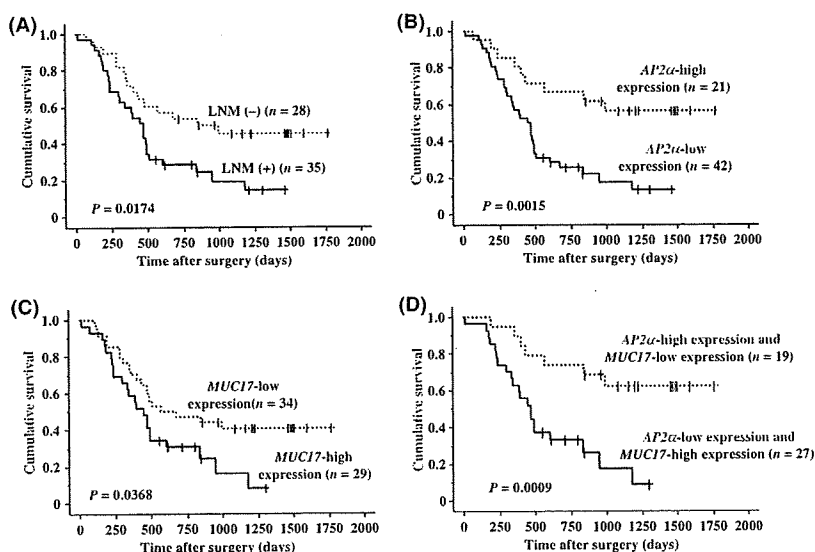 (A)
Cumulative survival
1.0
0.8
0.6
0.4
0.2
0
LNM (−) (n = 28)
LNM (+) (n = 35)
P = 0.0174
0 250 500 750 1000 1250 1500 1750 2000
Time after surgery (days)
(B)
Cumulative survival
1.0
0.8
0.6
0.4
0.2
0
AP2α-high
expression (n = 21)
AP2α-low
expression (n = 42)
P = 0.0015
0 250 500 750 1000 1250 1500 1750 2000
Time after surgery (days)
(C)
Cumulative survival
1.0
0.8
0.6
0.4
0.2
0
MUC17-low
expression(n = 34)
MUC17-high
expression (n = 29)
P = 0.0368
0 250 500 750 1000 1250 1500 1750 2000
Time after surgery (days)
(D)
Cumulative survival
1.0
0.8
0.6
0.4
0.2
0
AP2α-high expression and
MUC17-low expression (n = 19)
AP2α-low expression and
MUC17-high expression (n = 27)
P = 0.0009
0 250 500 750 1000 1250 1500 1750 2000
Time after surgery (days)